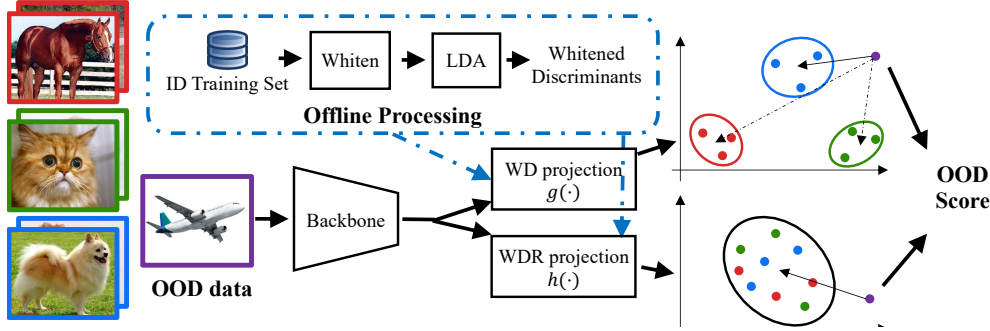 ID Training Set
Whiten
LDA
Whitened
Discriminants
Offline Processing
WD projection
g(·)
Backbone
WDR projection
h(·)
OOD data
OOD
Score